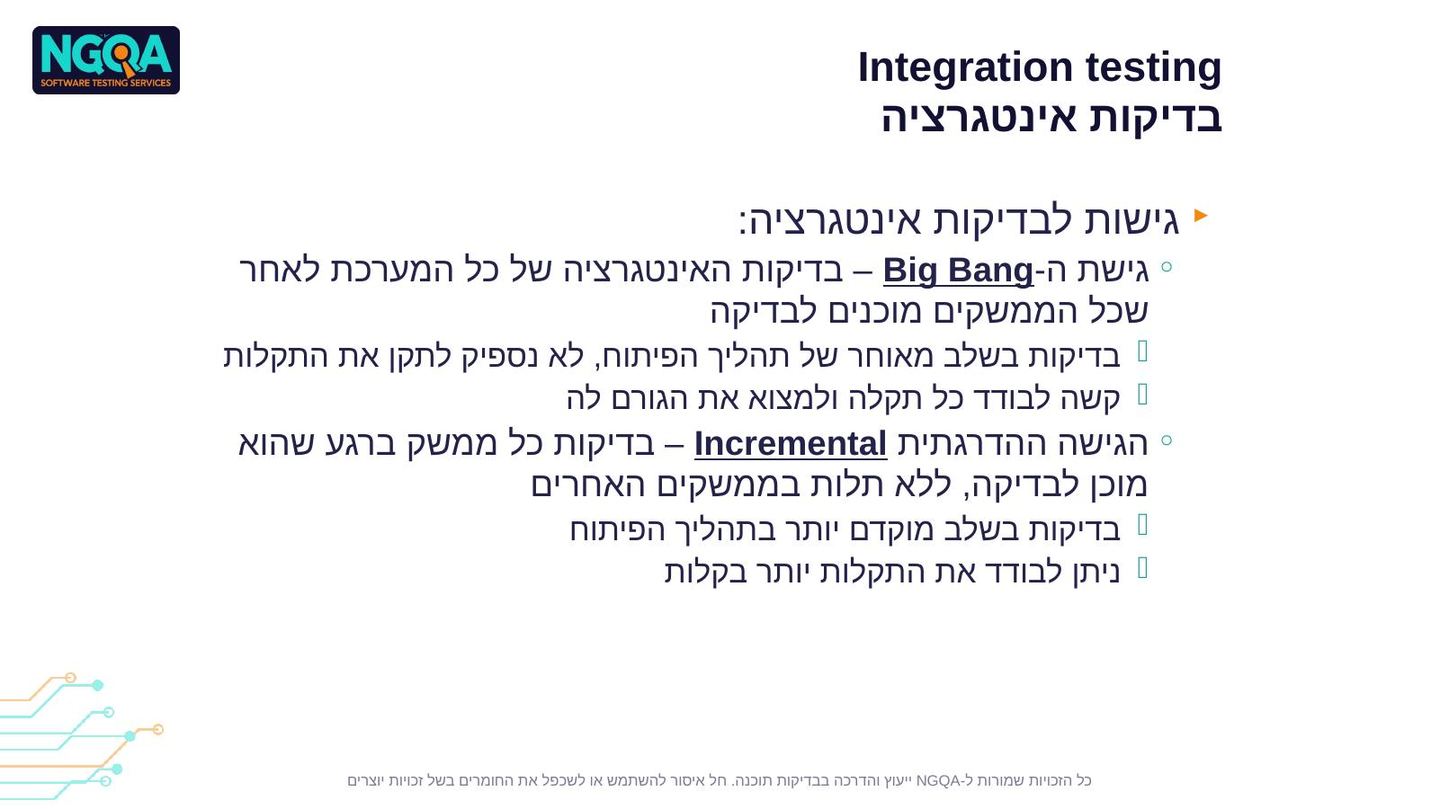 NGQA
SOFTWARE TESTING SERVICES
Integration testing
בדיקות אינטגרציה
גישות לבדיקות אינטגרציה:
גישת ה-Big Bang – בדיקות האינטגרציה של כל המערכת לאחר
שכל הממשקים מוכנים לבדיקה
בדיקות בשלב מאוחר של תהליך הפיתוח, לא נספיק לתקן את התקלות
קשה לבודד כל תקלה ולמצוא את הגורם לה
הגישה ההדרגתית Incremental – בדיקות כל ממשק ברגע שהוא
מוכן לבדיקה, ללא תלות בממשקים האחרים
בדיקות בשלב מוקדם יותר בתהליך הפיתוח
ניתן לבודד את התקלות יותר בקלות
כל הזכויות שמורות ל-NGQA ייעוץ והדרכה בבדיקות תוכנה. חל איסור להשתמש או לשכפל את החומרים בשל זכויות יוצרים